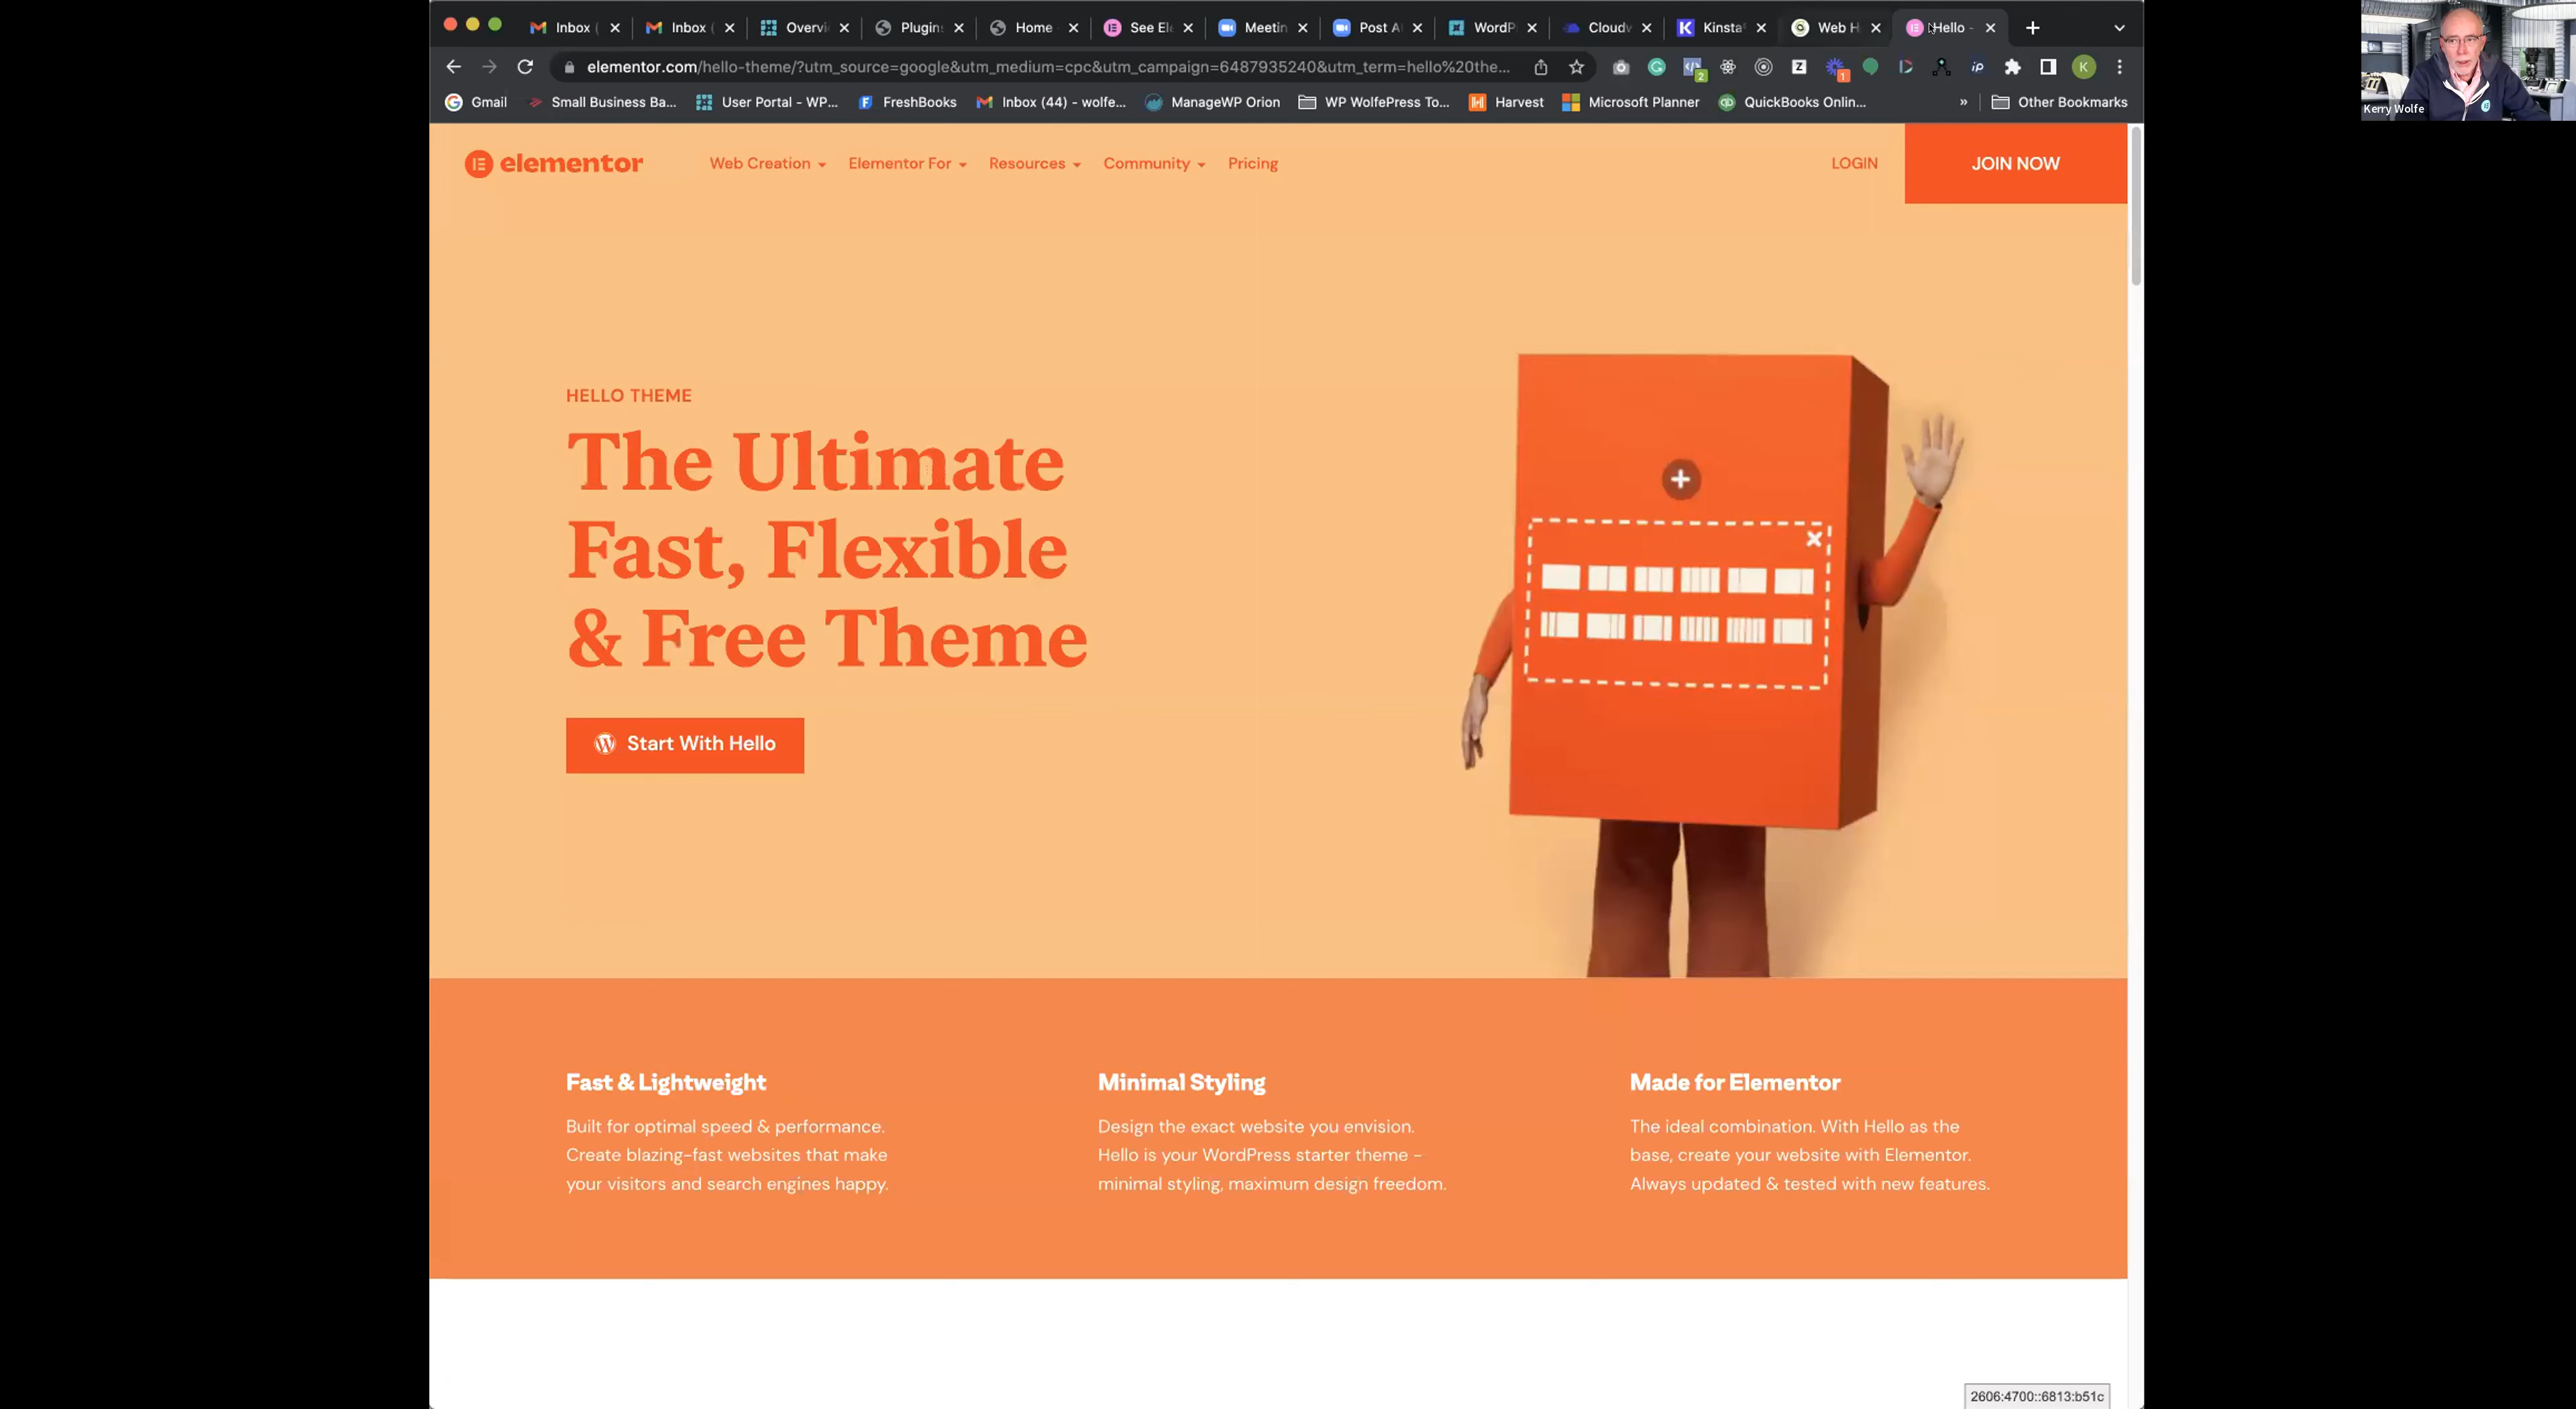 Inbox (
Inbox (
Overvi
Plugin
Home
See El
Meetin
Post A
WordP
Cloudw
Kinsta
Web H
Hello -
elementor.com/hello-theme/?utm_source=google&utm_medium=cpc&utm_campaign=6487935240&utm_term=hello%20the...
2
1
K
Gmail
Small Business Ba...
User Portal - WP...
FreshBooks
Inbox (44) - wolfe...
ManageWP Orion
WP WolfePress To...
Harvest
Microsoft Planner
QuickBooks Onlin...
»
Other Bookmarks
Kerry Wolfe
elementor
Web Creation
Elementor For
Resources
Community
Pricing
LOGIN
JOIN NOW
HELLO THEME
The Ultimate
Fast, Flexible
& Free Theme
Start With Hello
Fast & Lightweight
Built for optimal speed & performance.
Create blazing-fast websites that make
your visitors and search engines happy.
Minimal Styling
Design the exact website you envision.
Hello is your WordPress starter theme -
minimal styling, maximum design freedom.
Made for Elementor
The ideal combination. With Hello as the
base, create your website with Elementor.
Always updated & tested with new features.
2606:4700::6813:b51c